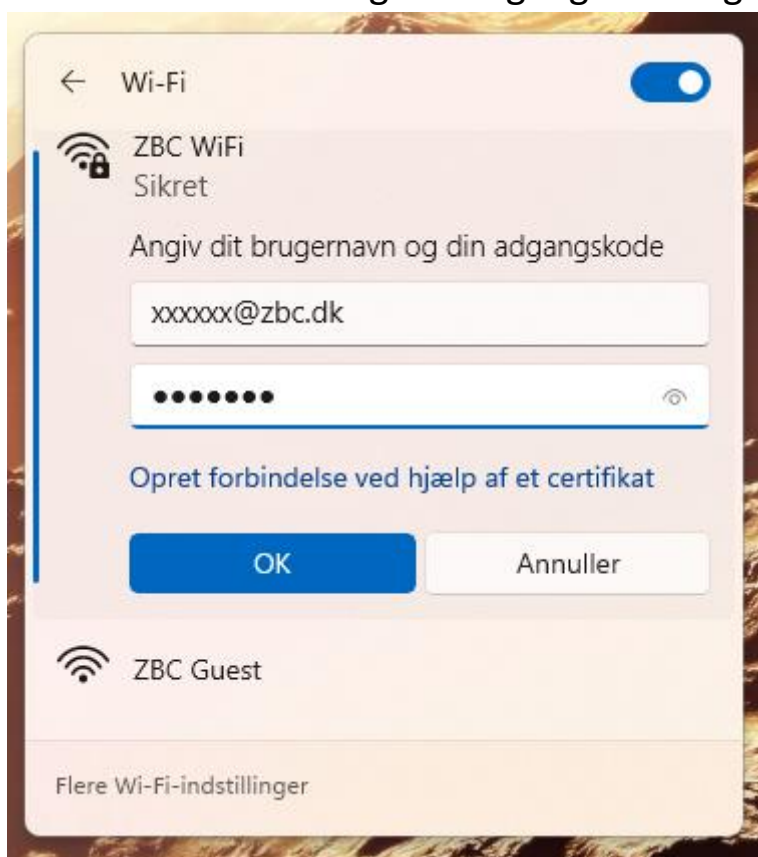 Wi-Fi
ZBC WiFi
Sikret
Angiv dit brugernavn og din adgangskode
xxxxxx@zbc.dk
•••••••
Opret forbindelse ved hjælp af et certifikat
OK
Annuller
ZBC Guest
Flere Wi-Fi-indstillinger